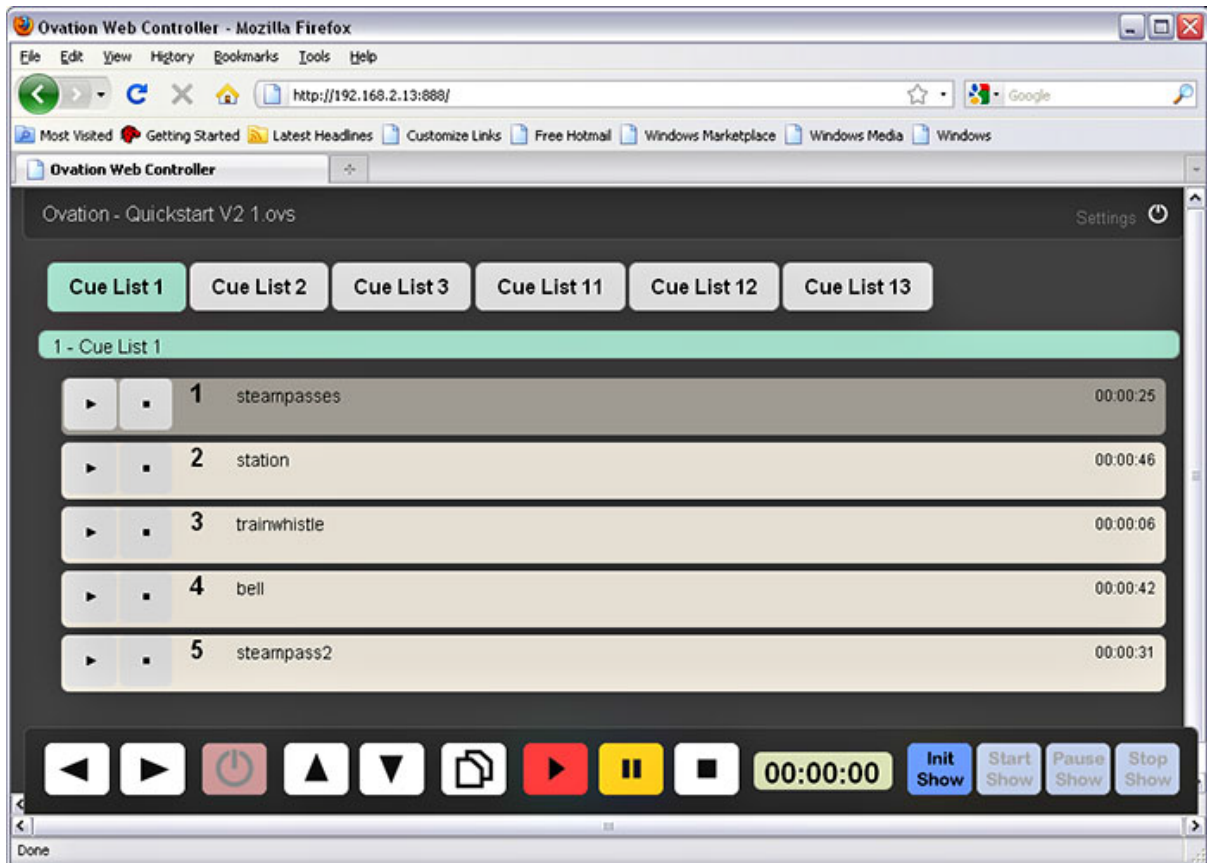 Ovation Web Controller - Mozilla Firefox
File Edit View History Bookmarks Tools Help
http://192.168.2.13:888/ Google
Most Visited Getting Started Latest Headlines Customize Links Free Hotmail Windows Marketplace Windows Media Windows
Ovation Web Controller
Ovation - Quickstart V2 1.ovs Settings
Cue List 1 Cue List 2 Cue List 3 Cue List 11 Cue List 12 Cue List 13
1 - Cue List 1
1 steampasses 00:00:25
2 station 00:00:46
3 trainwhistle 00:00:06
4 bell 00:00:42
5 steampass2 00:00:31
00:00:00 Init Start Pause Stop
Show Show Show Show
Done